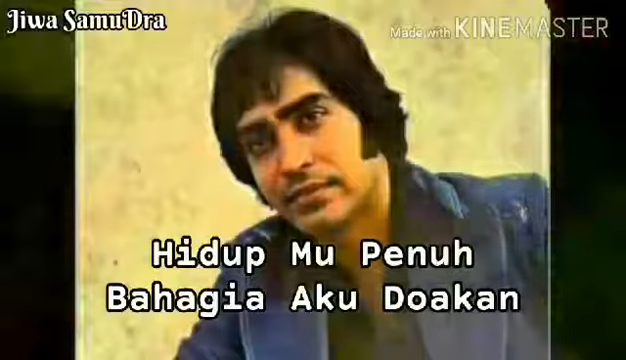 Jiwa SamuDra
Made with KINEMASTER
Hidup Mu Penuh
Bahagia Aku Doakan